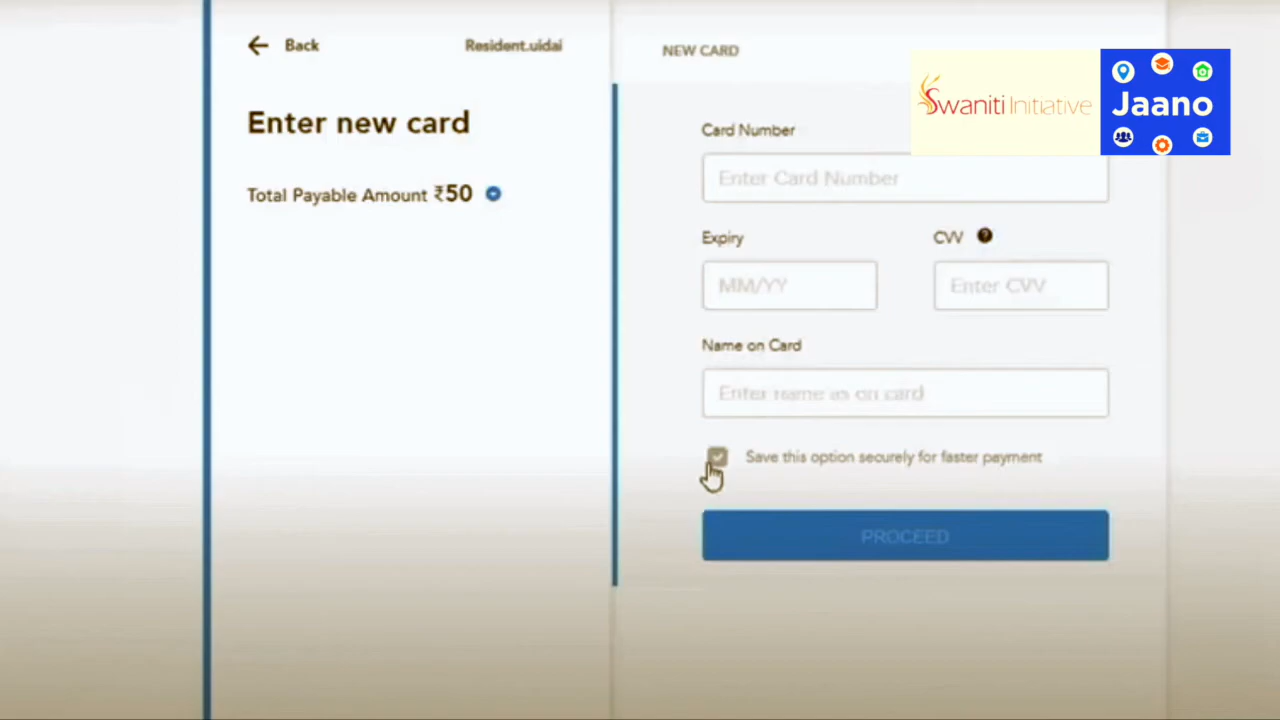 Back
Resident.uidai
Enter new card
Total Payable Amount ₹50
NEW CARD
Swaniti Initiative
Jaano
Card Number
Enter Card Number
Expiry
CVV ?
MM/YY
Enter CVV
Name on Card
Enter name as on card
Save this option securely for faster payment
PROCEED